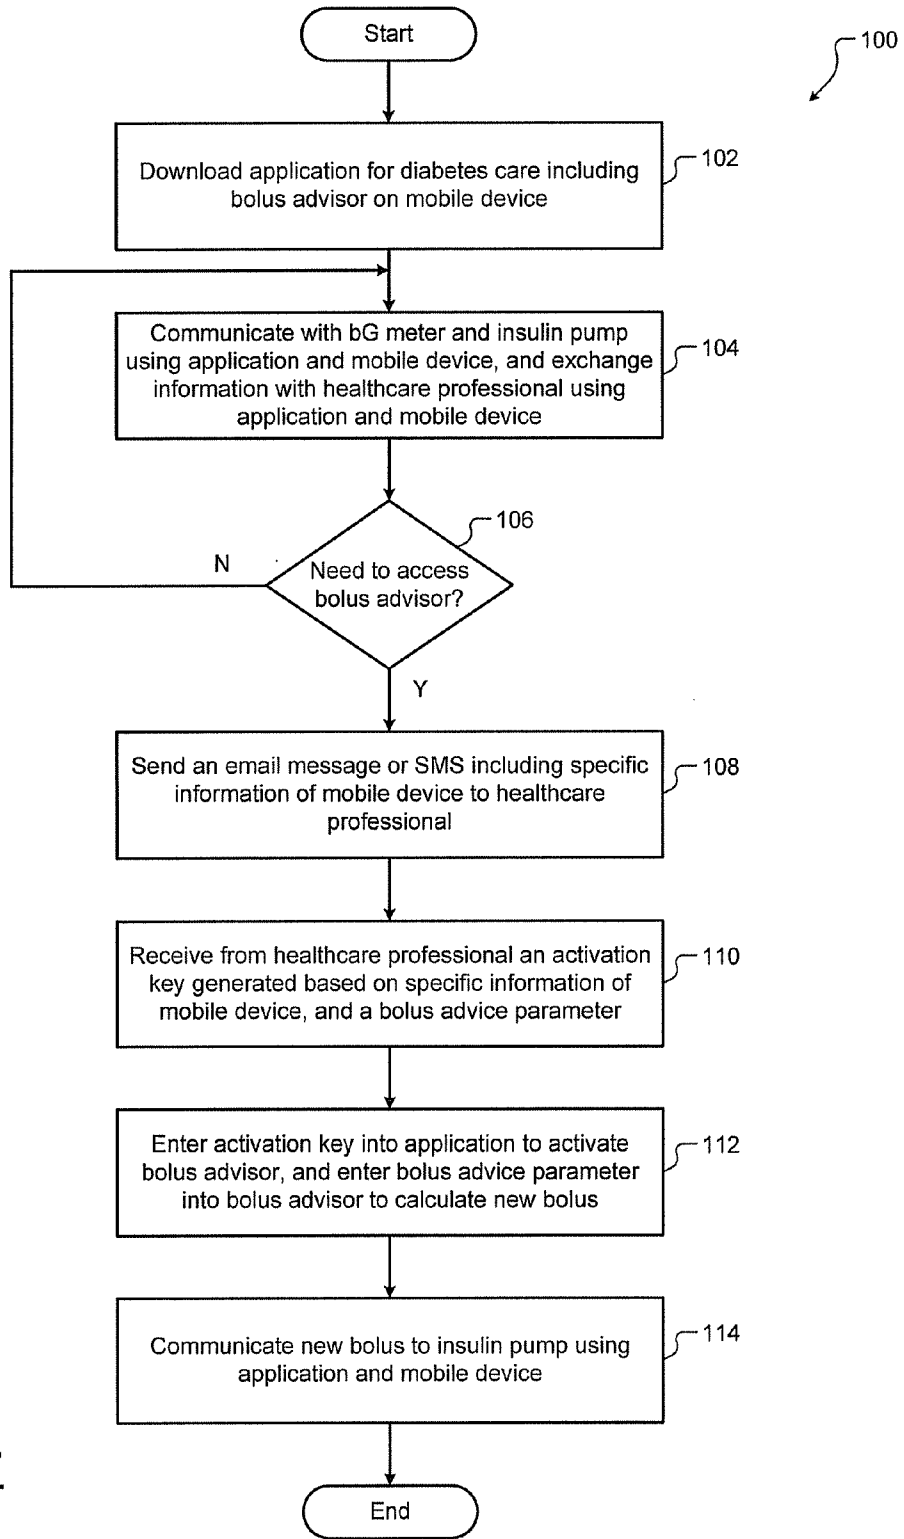 Start
100
Download application for diabetes care including
bolus advisor on mobile device
102
Communicate with bG meter and insulin pump
using application and mobile device, and exchange
information with healthcare professional using
application and mobile device
104
106
N
Need to access
bolus advisor?
Y
Send an email message or SMS including specific
information of mobile device to healthcare
professional
108
Receive from healthcare professional an activation
key generated based on specific information of
mobile device, and a bolus advice parameter
110
Enter activation key into application to activate
bolus advisor, and enter bolus advice parameter
into bolus advisor to calculate new bolus
112
Communicate new bolus to insulin pump using
application and mobile device
114
End